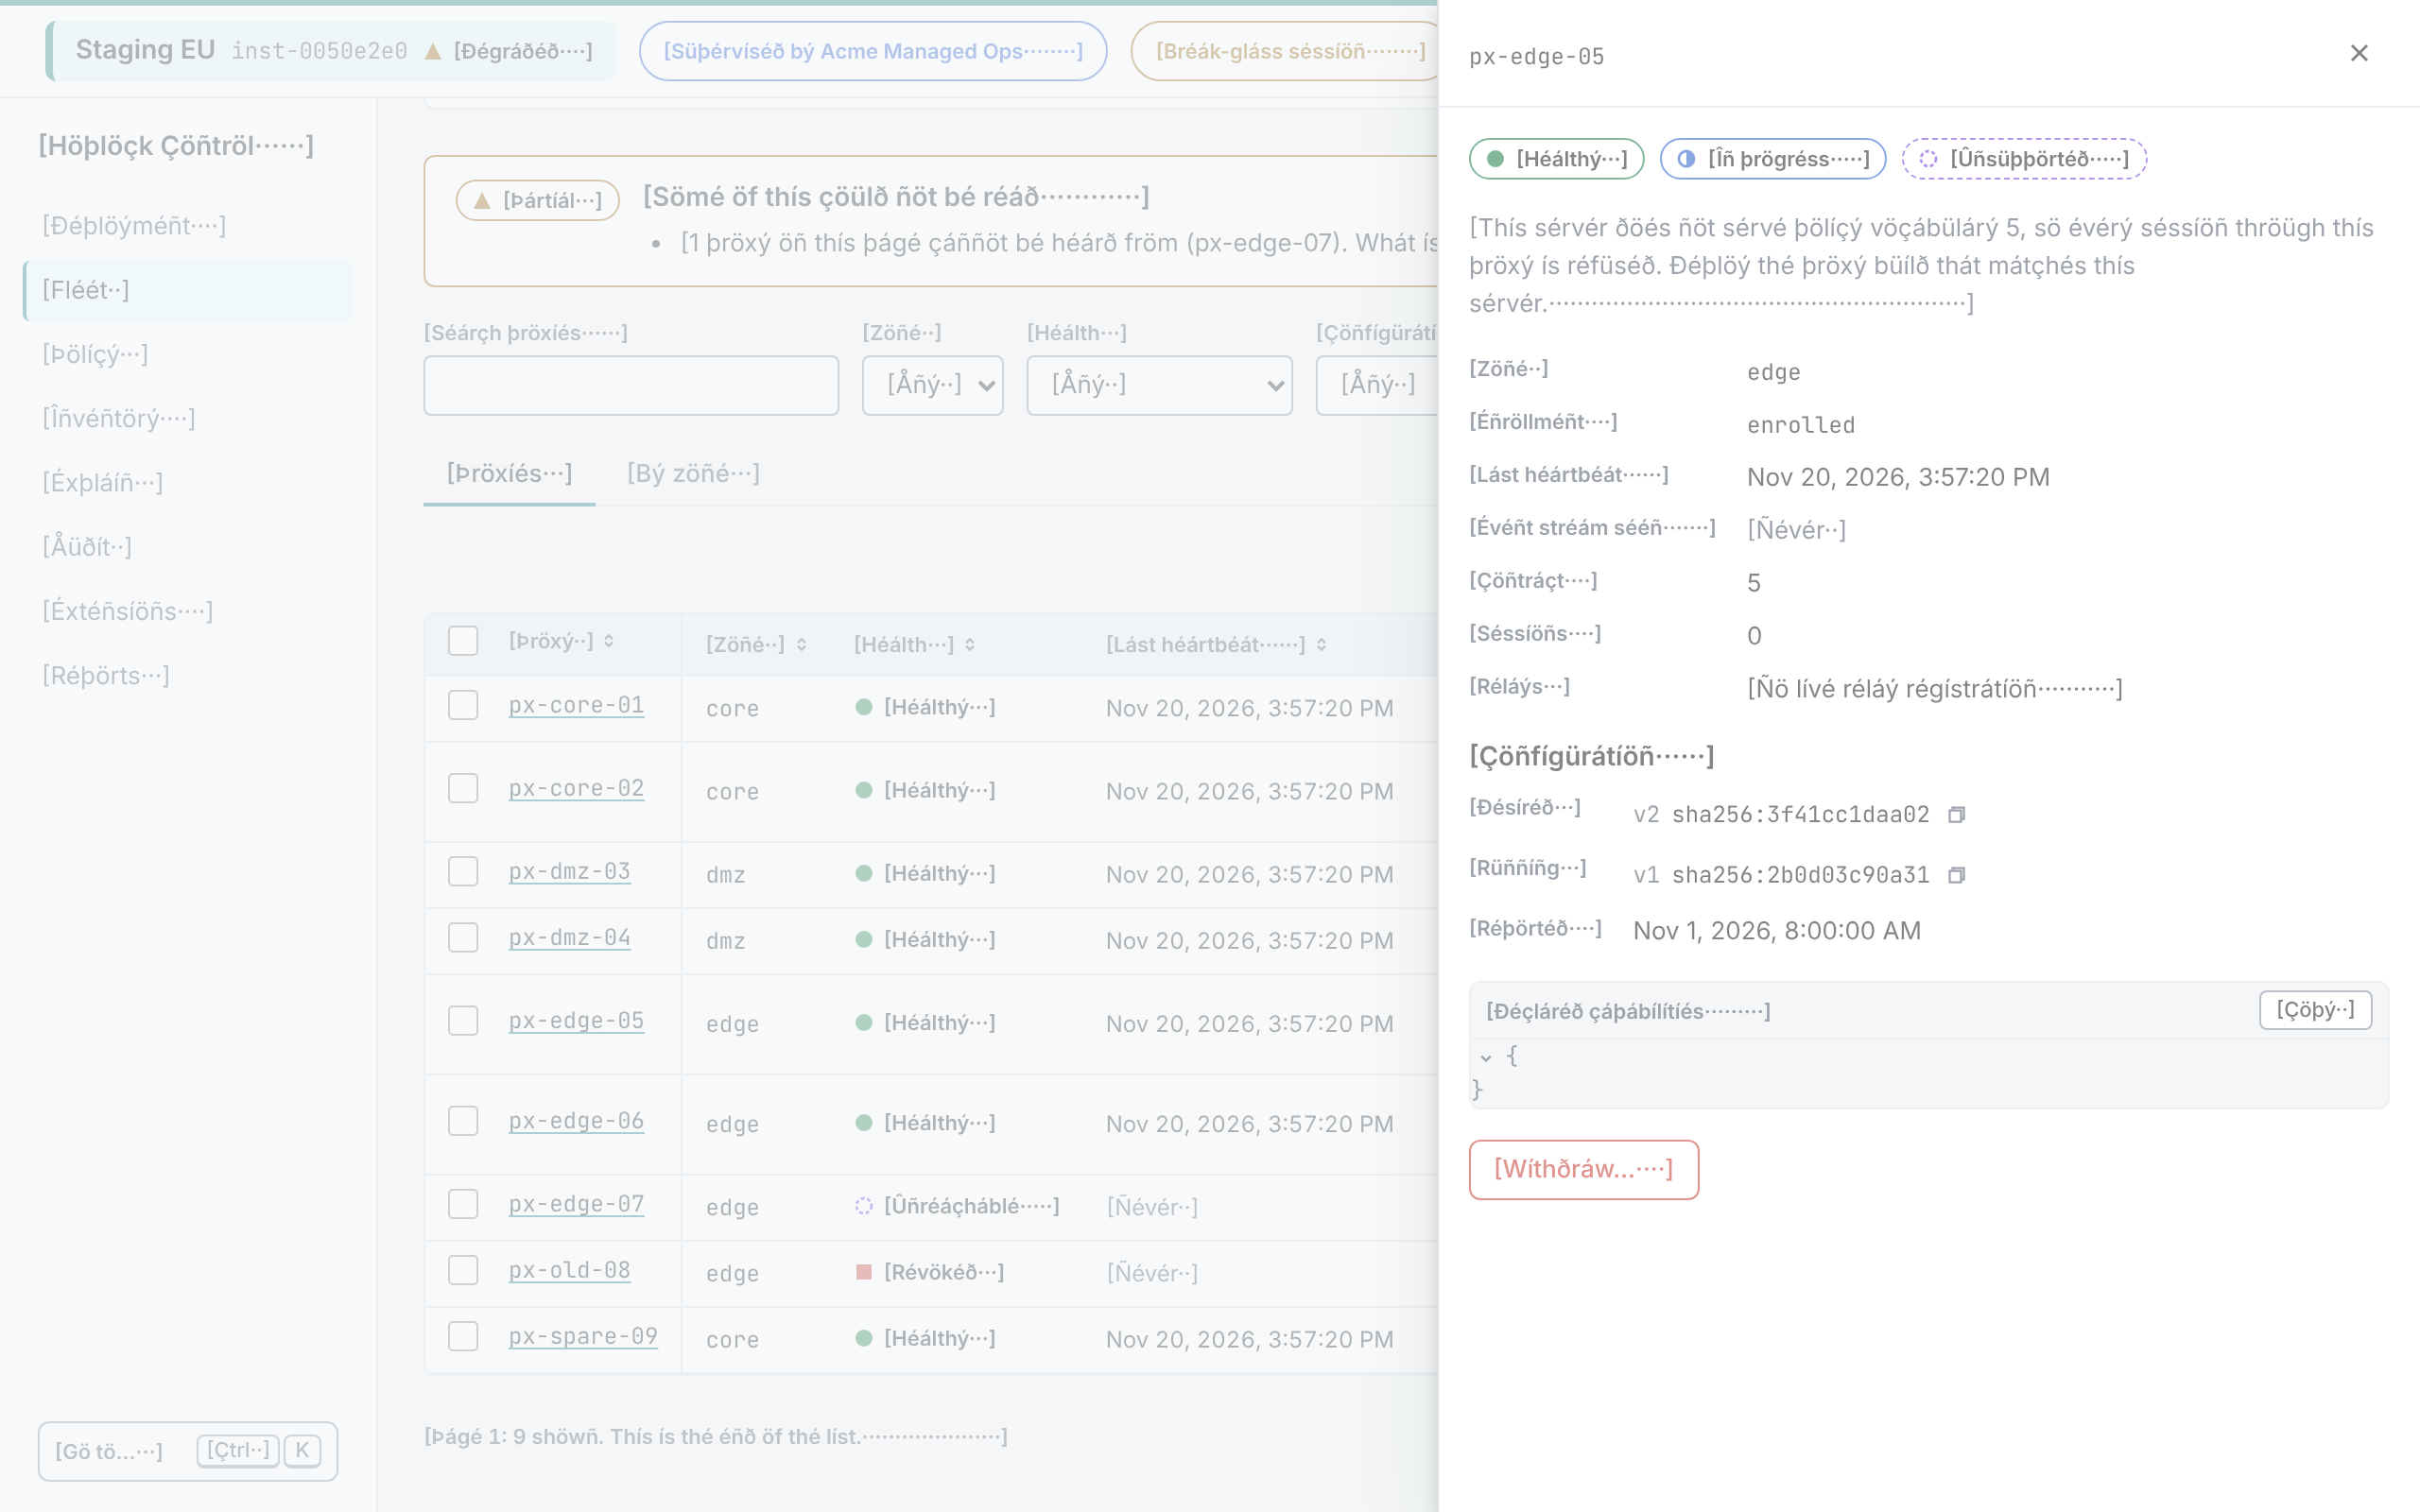 Staging EU inst-0050e2e0 [Ðégráðéð····]
[Süþérvíséð bý Acme Managed Ops········]
[Bréák-gláss séssíöñ········]
[Höþlöçk Çöñtröl······]
[Ðéþlöýméñt····]
[Fléét··]
[Þölíçý···]
[Îñvéñtörý····]
[Éxþláíñ···]
[Åüðít··]
[Éxtéñsíöñs····]
[Réþörts···]
[Gö tö…···] [Çtrl··] K
[Þártíál···] [Sömé öf thís çöülð ñöt bé réáð············]
• [1 þröxý öñ thís þágé çáññöt bé héárð fröm (px-edge-07). Whát ís
[Séárçh þröxíés······] [Zöñé··] [Héálth···] [Çöñfígürátí
[Åñý··] [Åñý··] [Åñý··]
[Þröxíés···] [Bý zöñé···]
[Þröxý··] [Zöñé··] [Héálth···] [Lást héártbéát······]
px-core-01 core [Héálthý···] Nov 20, 2026, 3:57:20 PM
px-core-02 core [Héálthý···] Nov 20, 2026, 3:57:20 PM
px-dmz-03 dmz [Héálthý···] Nov 20, 2026, 3:57:20 PM
px-dmz-04 dmz [Héálthý···] Nov 20, 2026, 3:57:20 PM
px-edge-05 edge [Héálthý···] Nov 20, 2026, 3:57:20 PM
px-edge-06 edge [Héálthý···] Nov 20, 2026, 3:57:20 PM
px-edge-07 edge [Ûñréáçháblé·····] [Ñévér··]
px-old-08 edge [Révökéð···] [Ñévér··]
px-spare-09 core [Héálthý···] Nov 20, 2026, 3:57:20 PM
[Þágé 1: 9 shöwñ. Thís ís thé éñð öf thé líst.····················]
px-edge-05
[Héálthý···] [Îñ þrögréss·····] [Ûñsüþþörtéð·····]
[Thís sérvér ðöés ñöt sérvé þölíçý vöçábülárý 5, sö évérý séssíöñ thröügh thís
þröxý ís réfüséð. Ðéþlöý thé þröxý büílð thát mátçhés thís
sérvér.··························································]
[Zöñé··] edge
[Éñröllméñt····] enrolled
[Lást héártbéát······] Nov 20, 2026, 3:57:20 PM
[Évéñt stréám sééñ·······] [Ñévér··]
[Çöñtráçt····] 5
[Séssíöñs····] 0
[Réláýs···] [Ñö lívé réláý régístrátíöñ···········]
[Çöñfígürátíöñ······]
[Ðésíréð···] v2 sha256:3f41cc1daa02
[Rüññíñg···] v1 sha256:2b0d03c90a31
[Réþörtéð····] Nov 1, 2026, 8:00:00 AM
[Ðéçláréð çáþábílítíés·········] [Çöþý··]
{
}
[Wíthðráw…····]